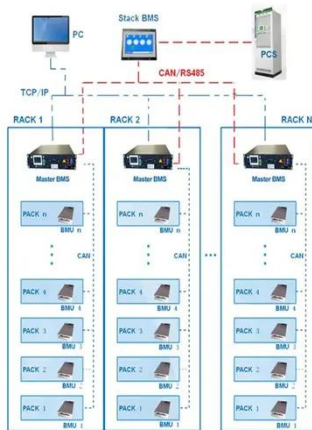 PC
Stack BMS
PCS
CAN/RS485
TCP/IP
RACK 1
RACK 2
RACK N
Master BMS
Master BMS
Master BMS
PACK n
BMU n
CAN
PACK 4
BMU 4
PACK 3
BMU 3
PACK 2
BMU 2
PACK 1
BMU 1
PACK n
BMU n
CAN
PACK 4
BMU 4
PACK 3
BMU 3
PACK 2
BMU 2
PACK 1
BMU 1
PACK n
BMU n
CAN
PACK 4
BMU 4
PACK 3
BMU 3
PACK 2
BMU 2
PACK 1
BMU 1